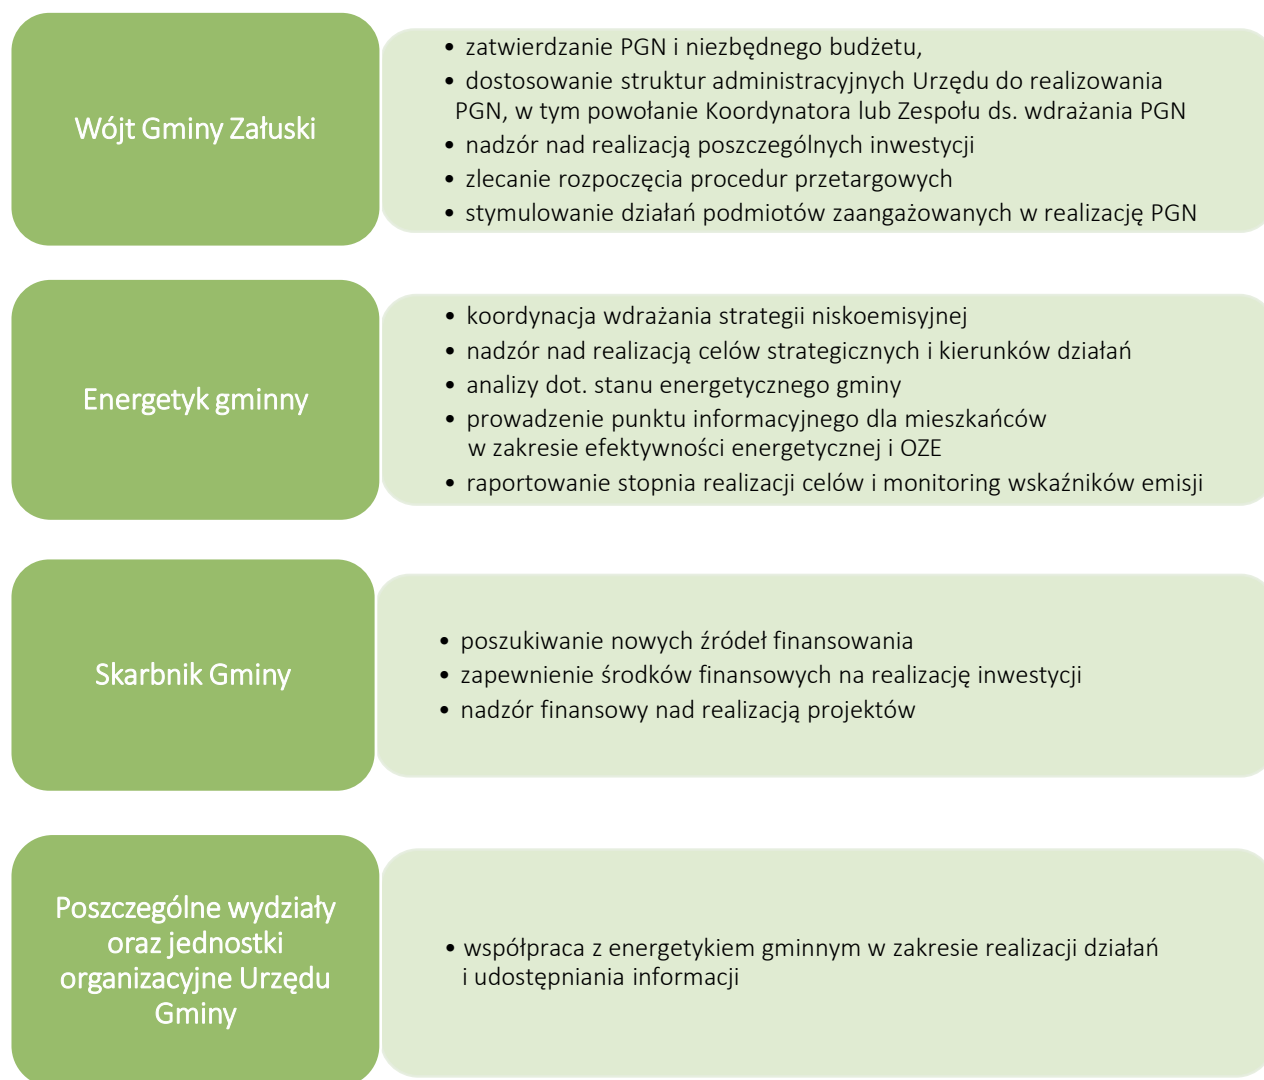 Wójt Gminy Załuski
• zatwierdzanie PGN i niezbędnego budżetu,
• dostosowanie struktur administracyjnych Urzędu do realizowania
PGN, w tym powołanie Koordynatora lub Zespołu ds. wdrażania PGN
• nadzór nad realizacją poszczególnych inwestycji
• zlecanie rozpoczęcia procedur przetargowych
• stymulowanie działań podmiotów zaangażowanych w realizację PGN
Energetyk gminny
• koordynacja wdrażania strategii niskoemisyjnej
• nadzór nad realizacją celów strategicznych i kierunków działań
• analizy dot. stanu energetycznego gminy
• prowadzenie punktu informacyjnego dla mieszkańców
w zakresie efektywności energetycznej i OZE
• raportowanie stopnia realizacji celów i monitoring wskaźników emisji
Skarbnik Gminy
• poszukiwanie nowych źródeł finansowania
• zapewnienie środków finansowych na realizację inwestycji
• nadzór finansowy nad realizacją projektów
Poszczególne wydziały
oraz jednostki
organizacyjne Urzędu
Gminy
• współpraca z energetykiem gminnym w zakresie realizacji działań
i udostępniania informacji